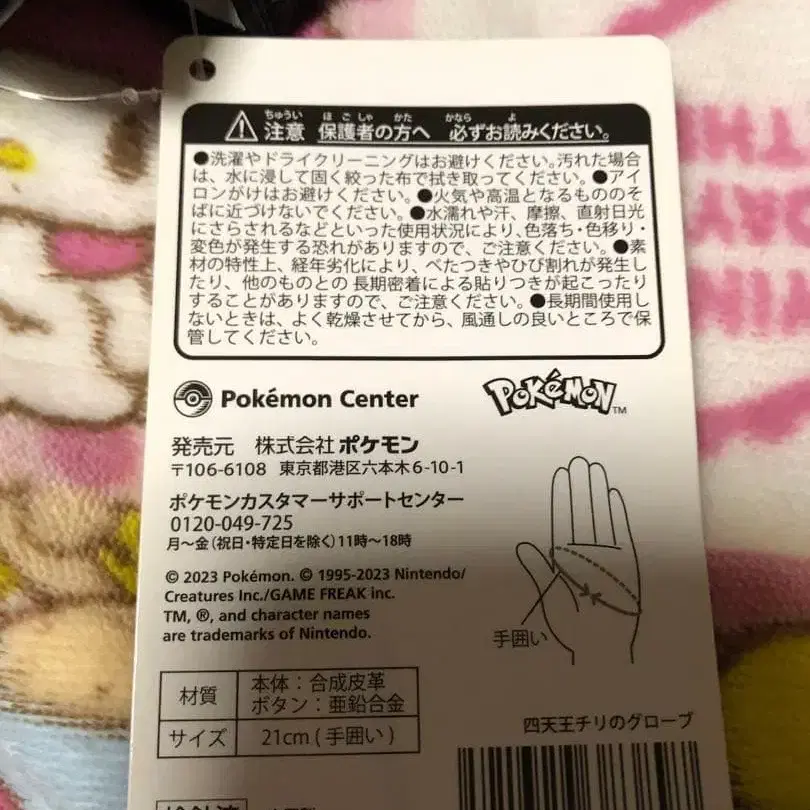 注意 保護者の方へ 必ずお読みください。
ちゅうい ほごしゃ かた かなら よ
●洗濯やドライクリーニングはお避けください。汚れた場合
は、水に浸して固く絞った布で拭き取ってください。●アイ
ロンがけはお避けください。●火気や高温となるもののそ
ばに近づけないでください。●水濡れや汗、摩擦、直射日光
にさらされるなどといった使用状況により、色落ち・色移り・
変色が発生する恐れがありますので、ご注意ください。●素
材の特性上、経年劣化により、べたつきやひび割れが発生し
たり、他のものとの 長期密着による貼りつきが起こったり
することがありますので、ご注意ください。●長期間使用し
ないときは、よく乾燥させてから、風通しの良いところで保
管してください。
Pokémon Center
POKéMON TM
発売元 株式会社ポケモン
〒106-6108 東京都港区六本木6-10-1
ポケモンカスタマーサポートセンター
0120-049-725
月～金(祝日・特定日を除く)11時～18時
© 2023 Pokémon. © 1995-2023 Nintendo/
Creatures Inc./GAME FREAK inc.
TM, ®, and character names
are trademarks of Nintendo.
手囲い
材質 本体：合成皮革
ボタン：亜鉛合金
サイズ 21cm ( 手囲い )
四天王チリのグローブ